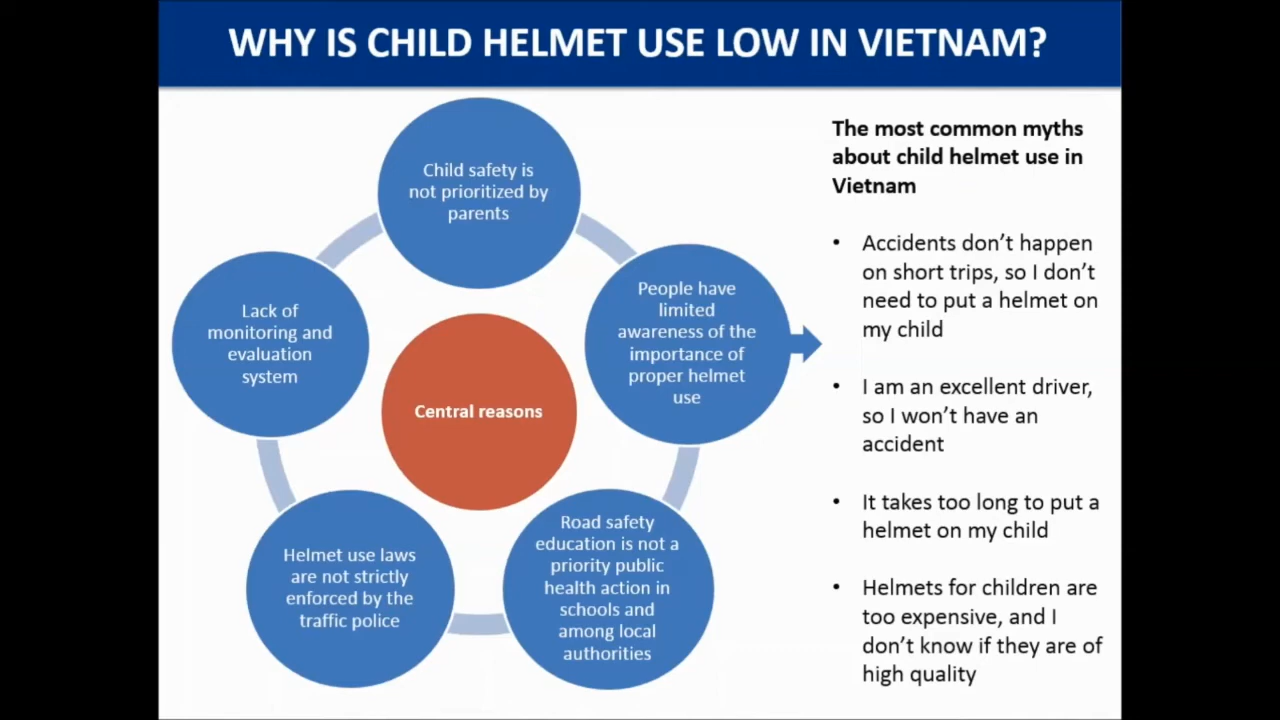 WHY IS CHILD HELMET USE LOW IN VIETNAM?
Child safety is
not prioritized by
parents
People have
limited
awareness of the
importance of
proper helmet
use
Road safety
education is not a
priority public
health action in
schools and
among local
authorities
Helmet use laws
are not strictly
enforced by the
traffic police
Lack of
monitoring and
evaluation
system
Central reasons
The most common myths
about child helmet use in
Vietnam
• Accidents don’t happen
on short trips, so I don’t
need to put a helmet on
my child
• I am an excellent driver,
so I won’t have an
accident
• It takes too long to put a
helmet on my child
• Helmets for children are
too expensive, and I
don’t know if they are of
high quality